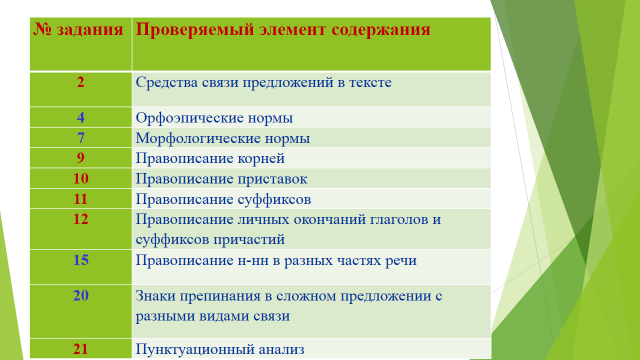 № задания Проверяемый элемент содержания
2 Средства связи предложений в тексте
4 Орфоэпические нормы
7 Морфологические нормы
9 Правописание корней
10 Правописание приставок
11 Правописание суффиксов
12 Правописание личных окончаний глаголов и
суффиксов причастий
15 Правописание н-нн в разных частях речи
20 Знаки препинания в сложном предложении с
разными видами связи
21 Пунктуационный анализ